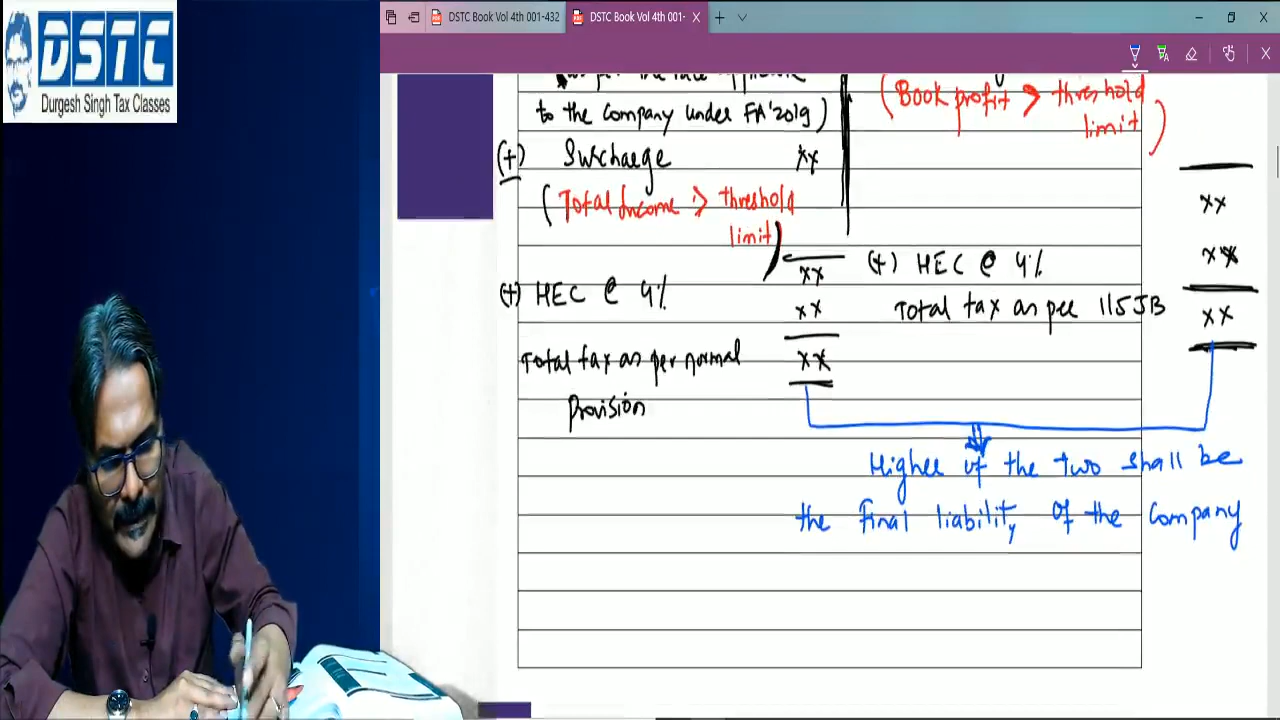 DSTC
Durgesh Singh Tax Classes
DSTC Book Vol 4th 001-432
DSTC Book Vol 4th 001-
to the company under FA'2019)
(+) Surcharge xx
(Total Income > threshold
limit)
xx
(+) HEC @ 4%
xx
Total tax as per normal xx
Provision
(Book profit > threshold
limit)
xx
(+) HEC @ 4% xx
Total tax as per 115JB xx
Higher of the two shall be
the final liability of the Company